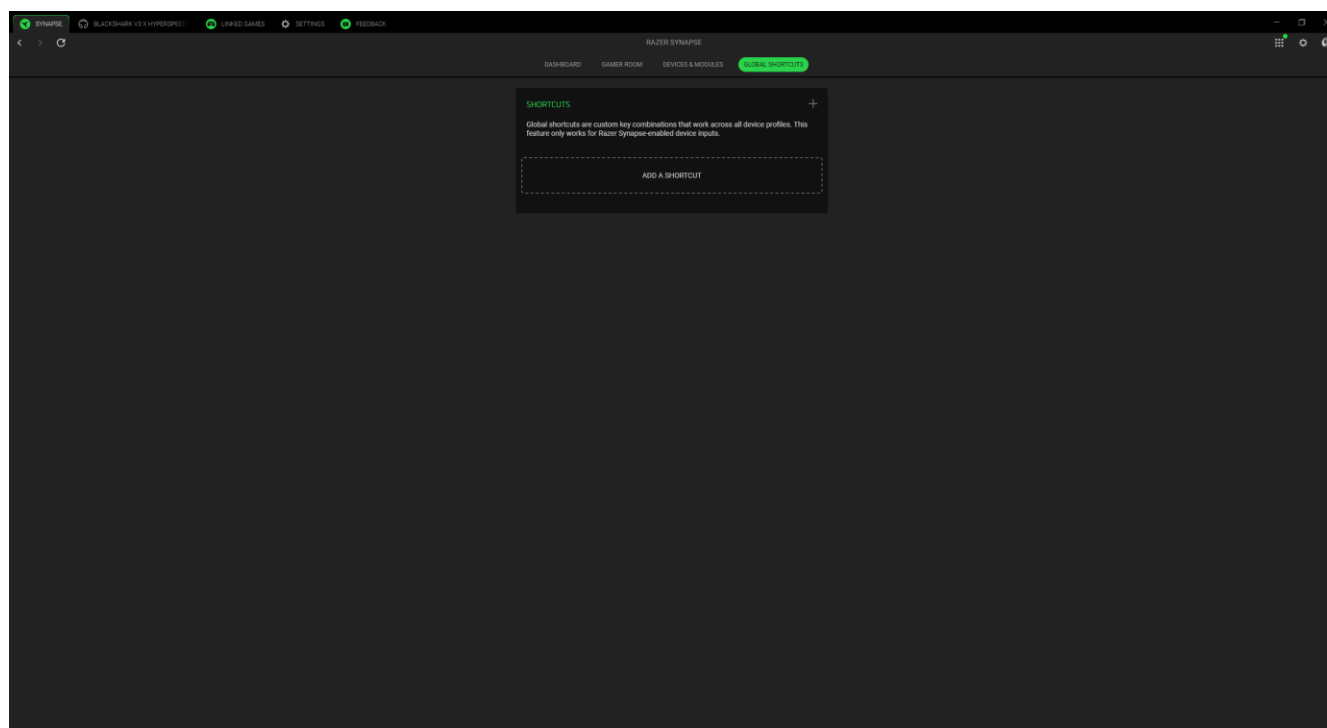 SYNAPSE
BLACKSHARK V3 X HYPERSPEED
LINKED GAMES
SETTINGS
FEEDBACK
RAZER SYNAPSE
DASHBOARD
GAMER ROOM
DEVICES & MODULES
GLOBAL SHORTCUTS
SHORTCUTS
Global shortcuts are custom key combinations that work across all device profiles. This
feature only works for Razer Synapse-enabled device inputs.
ADD A SHORTCUT